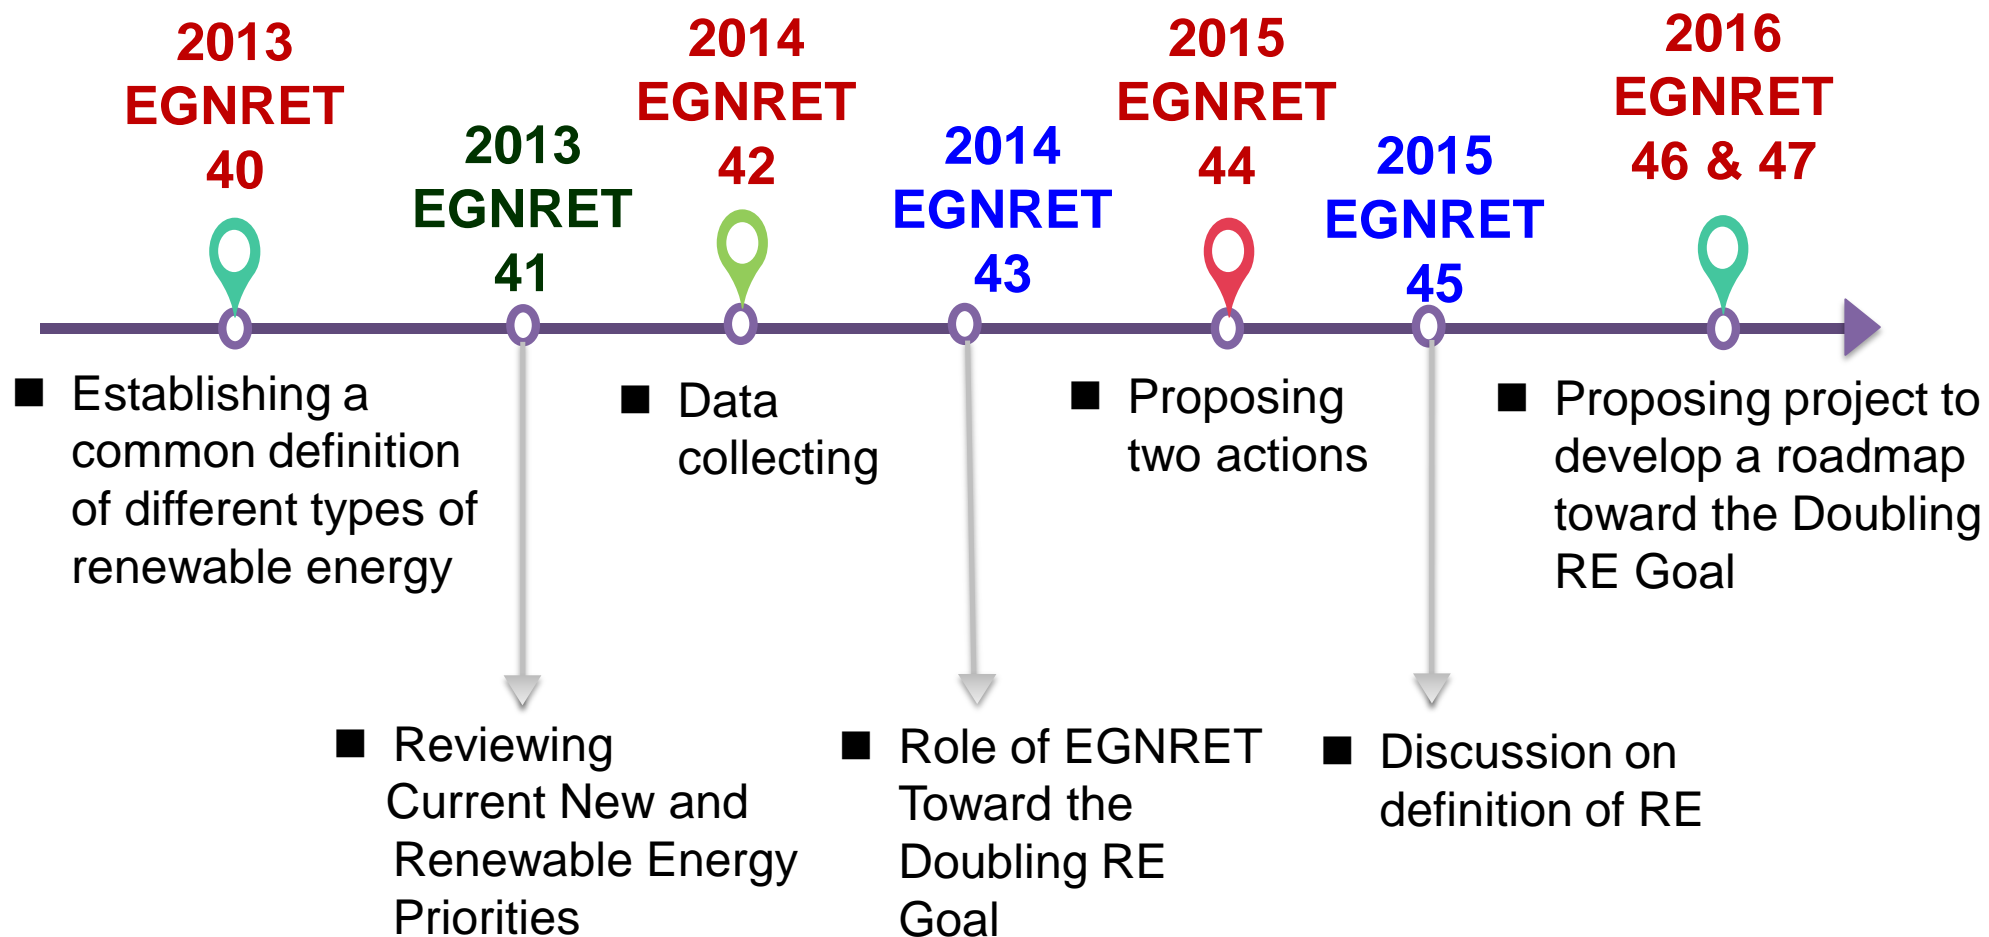 2013
EGNRET
40
2013
EGNRET
41
2014
EGNRET
42
2014
EGNRET
43
2015
EGNRET
44
2015
EGNRET
45
2016
EGNRET
46 & 47
Establishing a
common definition
of different types of
renewable energy
Reviewing
Current New and
Renewable Energy
Priorities
Data
collecting
Role of EGNRET
Toward the
Doubling RE
Goal
Proposing
two actions
Discussion on
definition of RE
Proposing project to
develop a roadmap
toward the Doubling
RE Goal